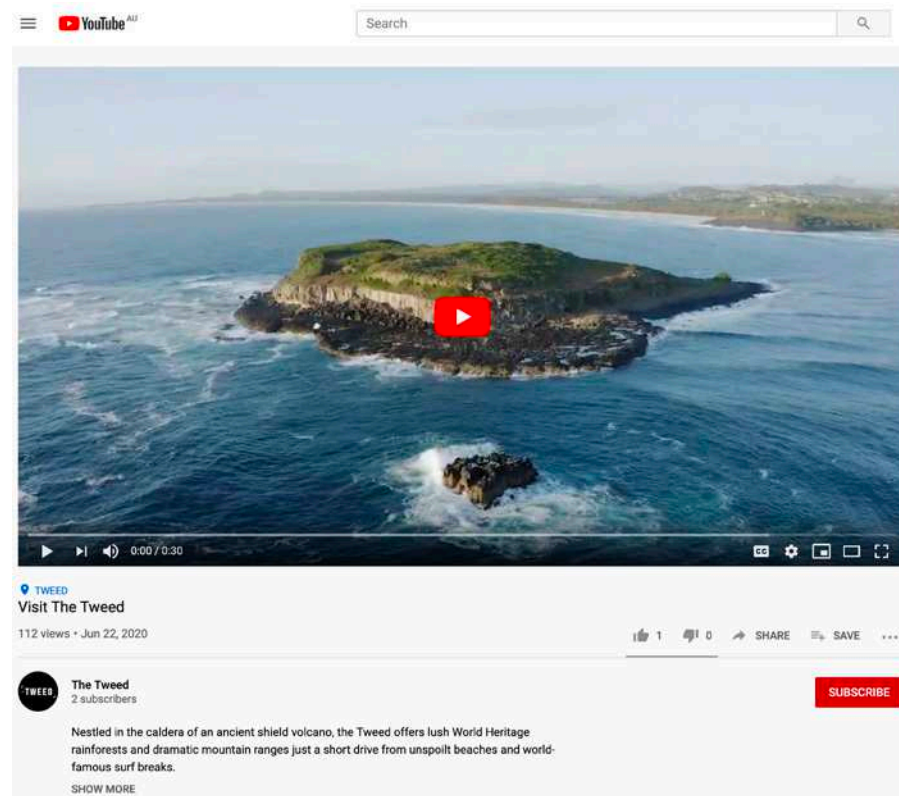 YouTube AU
Search
0:00 / 0:30
CC
TWEED
Visit The Tweed
112 views • Jun 22, 2020
1 0 SHARE SAVE
TWEED
The Tweed
2 subscribers
SUBSCRIBE
Nestled in the caldera of an ancient shield volcano, the Tweed offers lush World Heritage
rainforests and dramatic mountain ranges just a short drive from unspoilt beaches and world-
famous surf breaks.
SHOW MORE